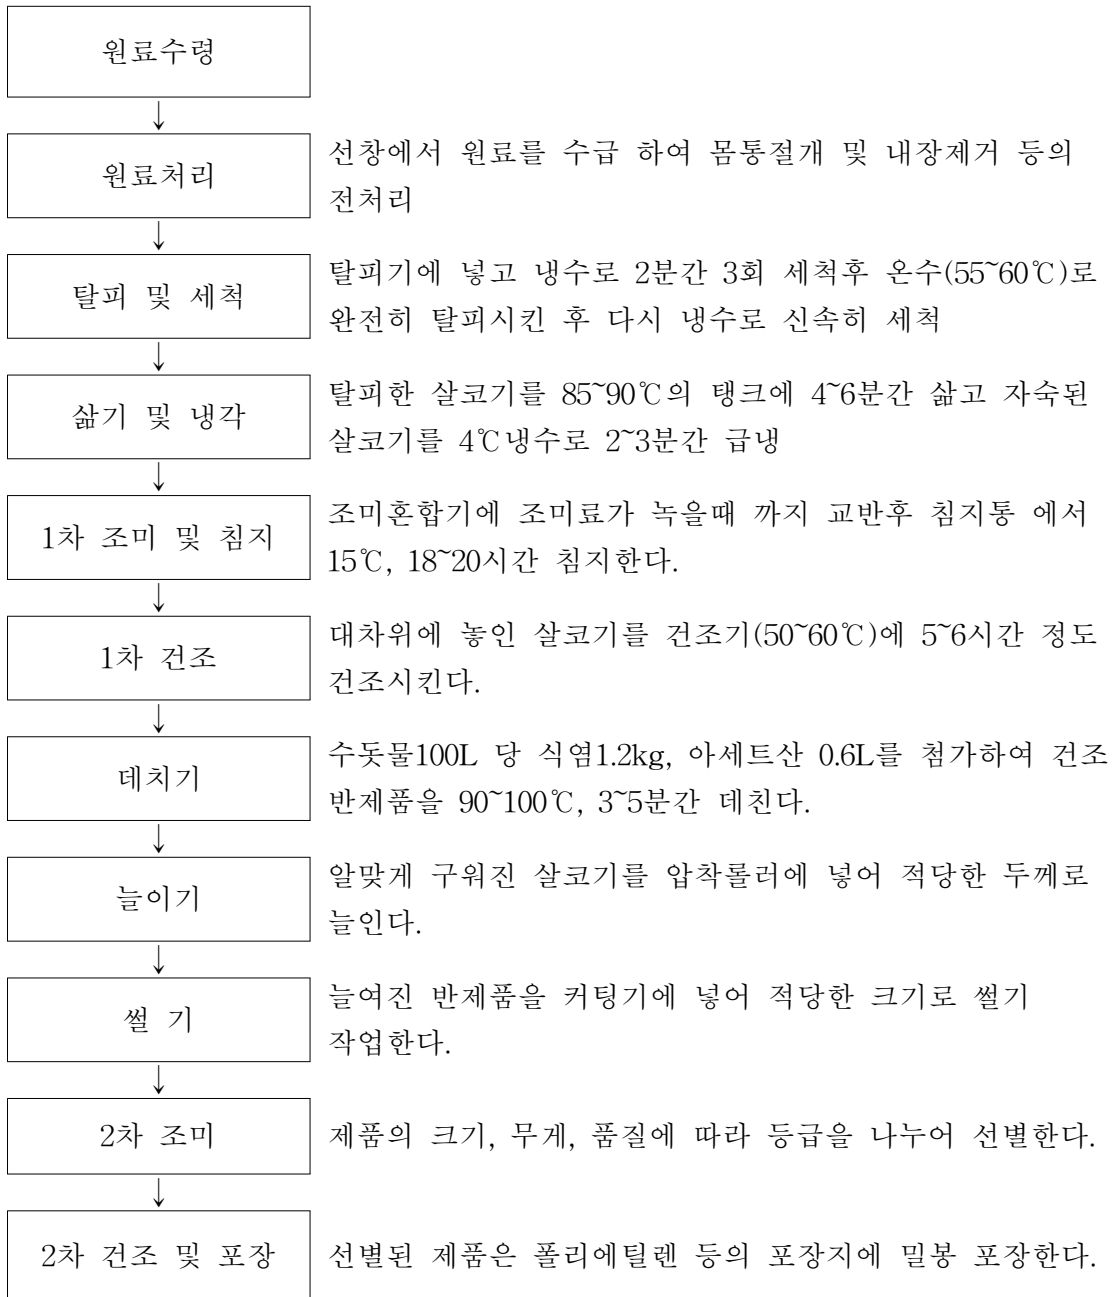 원료수령
원료처리
선창에서 원료를 수급 하여 몸통절개 및 내장제거 등의
전처리
탈피 및 세척
탈피기에 넣고 냉수로 2분간 3회 세척후 온수(55~60℃)로
완전히 탈피시킨 후 다시 냉수로 신속히 세척
삶기 및 냉각
탈피한 살코기를 85~90℃의 탱크에 4~6분간 삶고 자숙된
살코기를 4℃냉수로 2~3분간 급냉
1차 조미 및 침지
조미혼합기에 조미료가 녹을때 까지 교반후 침지통 에서
15℃, 18~20시간 침지한다.
1차 건조
대차위에 놓인 살코기를 건조기(50~60℃)에 5~6시간 정도
건조시킨다.
데치기
수돗물100L 당 식염1.2kg, 아세트산 0.6L를 첨가하여 건조
반제품을 90~100℃, 3~5분간 데친다.
늘이기
알맞게 구워진 살코기를 압착롤러에 넣어 적당한 두께로
늘인다.
썰 기
늘여진 반제품을 커팅기에 넣어 적당한 크기로 썰기
작업한다.
2차 조미
제품의 크기, 무게, 품질에 따라 등급을 나누어 선별한다.
2차 건조 및 포장
선별된 제품은 폴리에틸렌 등의 포장지에 밀봉 포장한다.